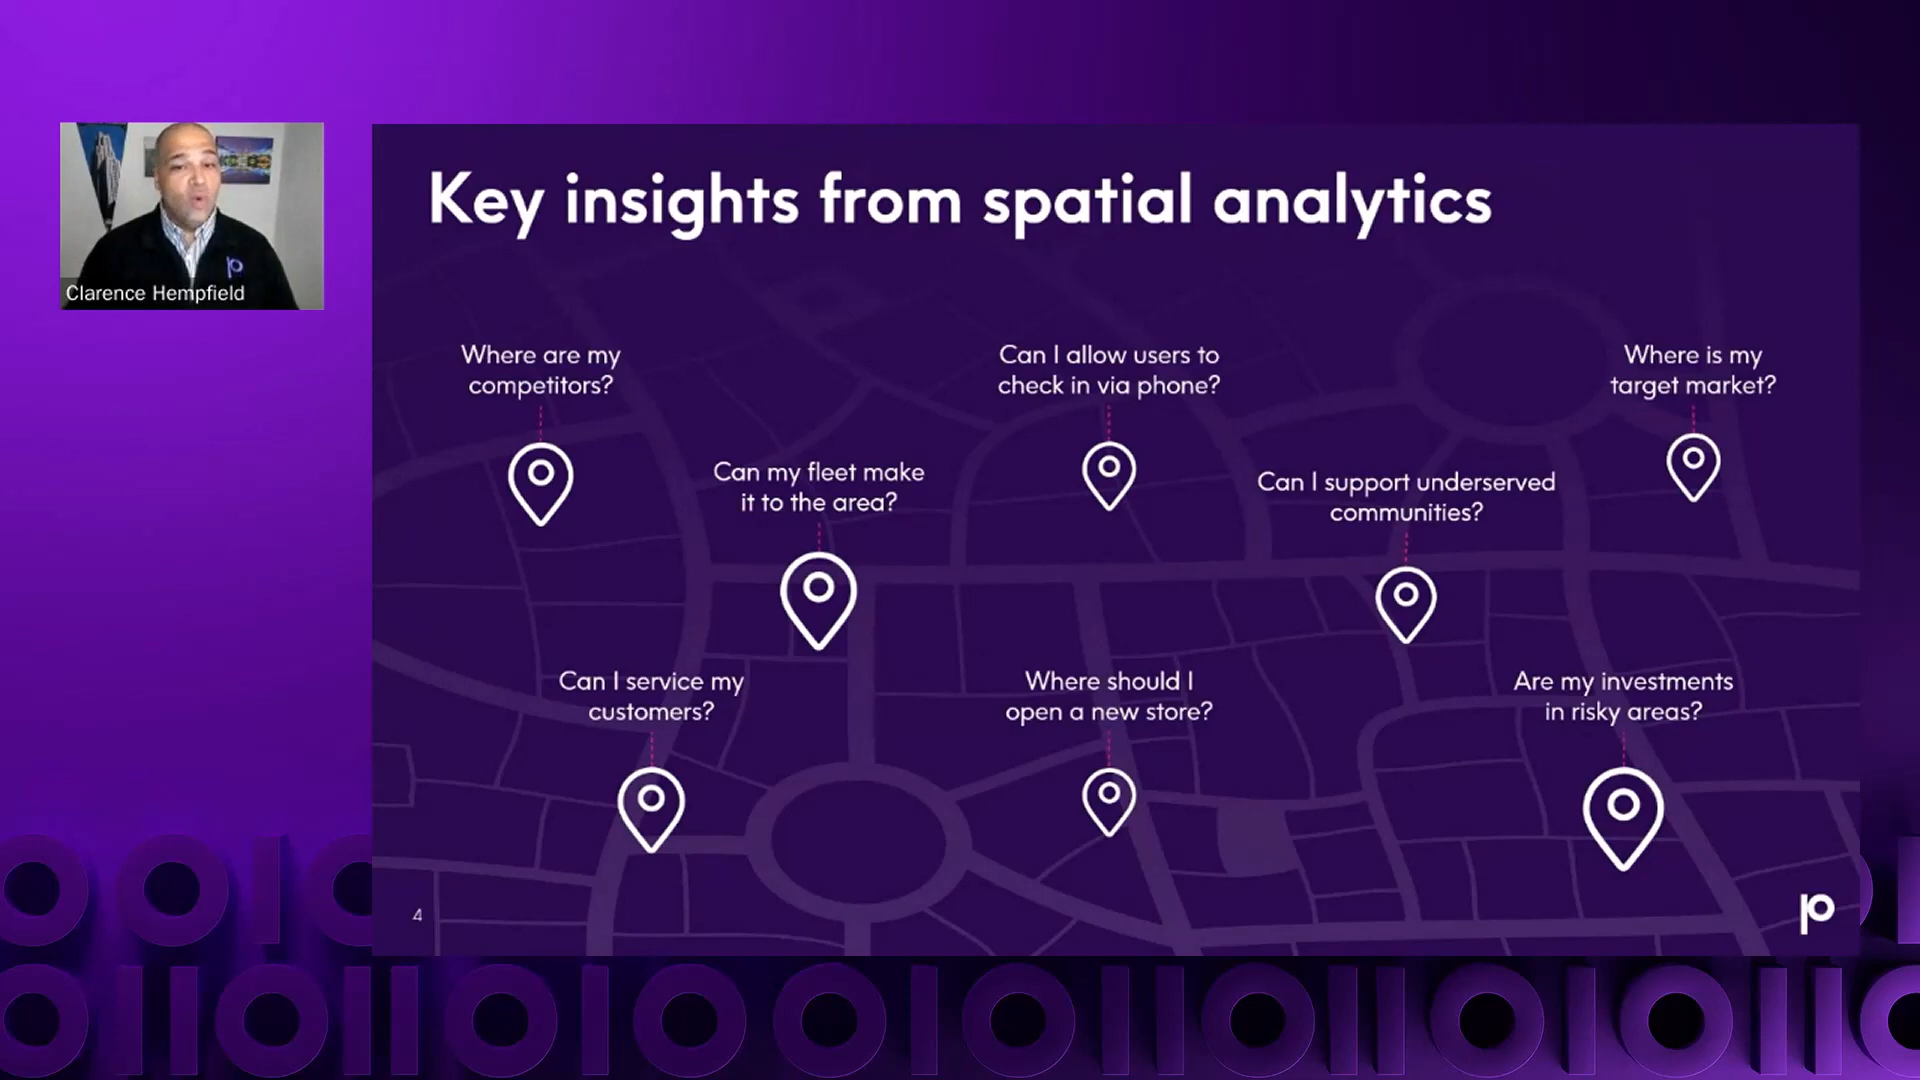 Clarence Hempfield
Key insights from spatial analytics
Where are my
competitors?
Can I allow users to
check in via phone?
Where is my
target market?
Can my fleet make
it to the area?
Can I support underserved
communities?
Can I service my
customers?
Where should I
open a new store?
Are my investments
in risky areas?
4